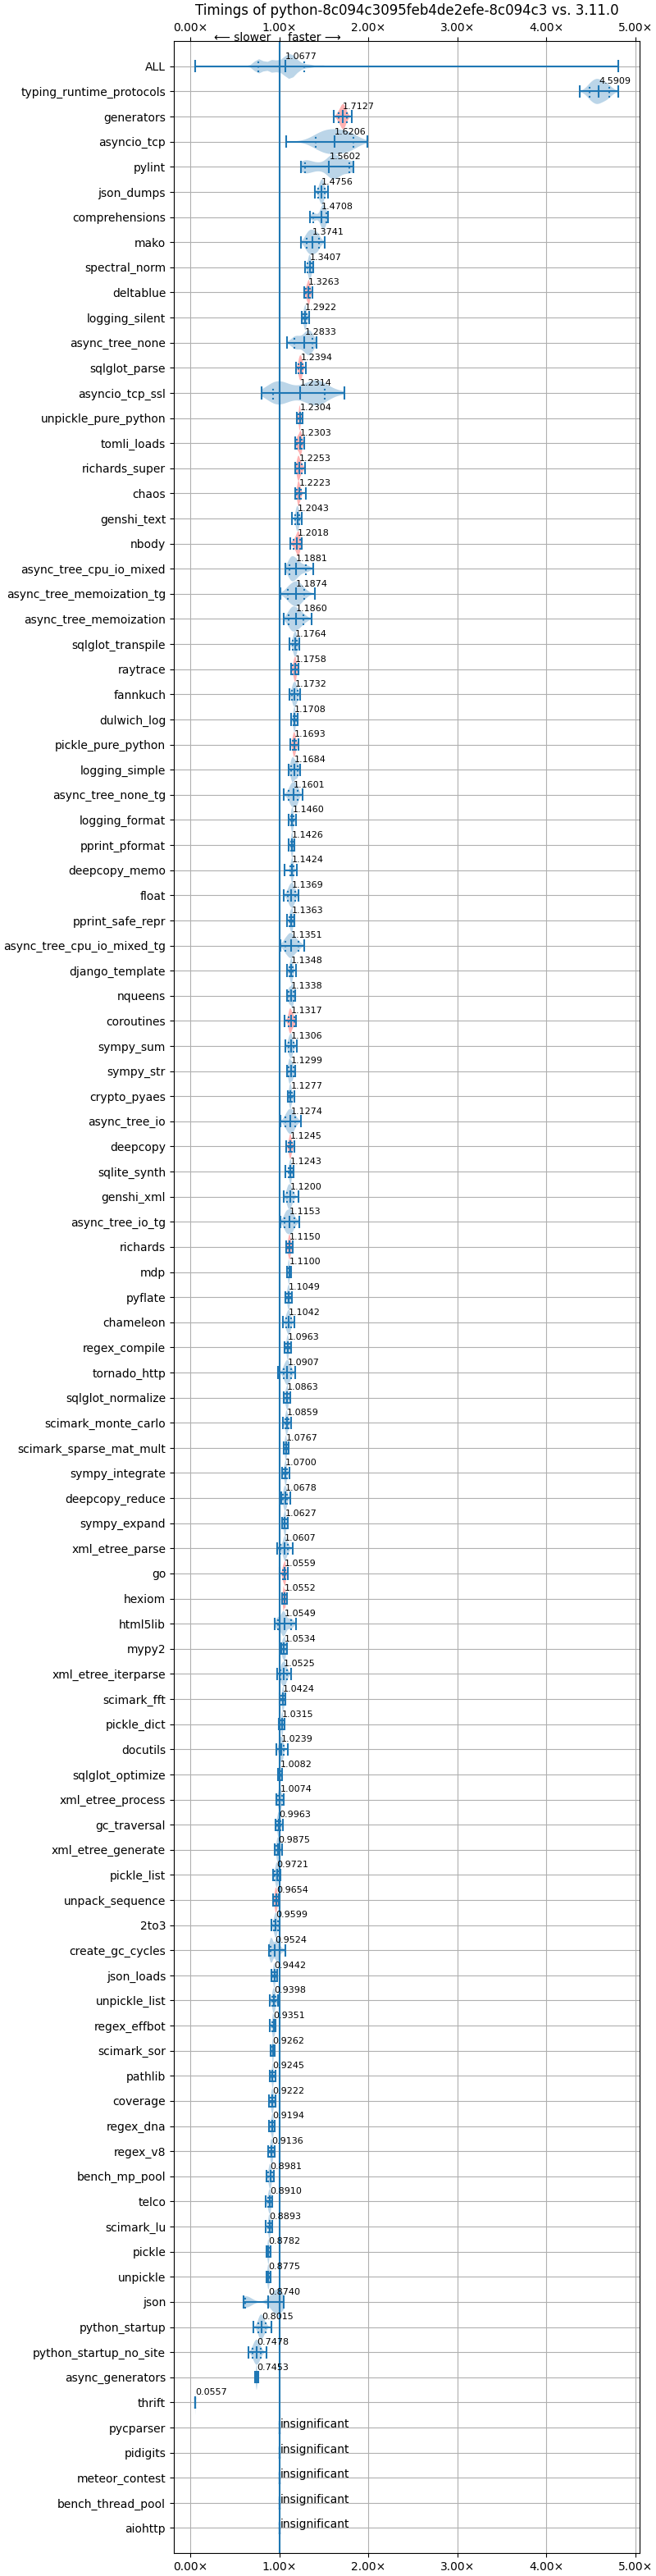 Timings of python-8c094c3095feb4de2efe-8c094c3 vs. 3.11.0
0.00× 1.00× 2.00× 3.00× 4.00× 5.00×
⟵ slower faster ⟶
ALL 1.0677
typing_runtime_protocols 4.5909
generators 1.7127
asyncio_tcp 1.6206
pylint 1.5602
json_dumps 1.4756
comprehensions 1.4708
mako 1.3741
spectral_norm 1.3407
deltablue 1.3263
logging_silent 1.2922
async_tree_none 1.2833
sqlglot_parse 1.2394
asyncio_tcp_ssl 1.2314
unpickle_pure_python 1.2304
tomli_loads 1.2303
richards_super 1.2253
chaos 1.2223
genshi_text 1.2043
nbody 1.2018
async_tree_cpu_io_mixed 1.1881
async_tree_memoization_tg 1.1874
async_tree_memoization 1.1860
sqlglot_transpile 1.1764
raytrace 1.1758
fannkuch 1.1732
dulwich_log 1.1708
pickle_pure_python 1.1693
logging_simple 1.1684
async_tree_none_tg 1.1601
logging_format 1.1460
pprint_pformat 1.1426
deepcopy_memo 1.1424
float 1.1369
pprint_safe_repr 1.1363
async_tree_cpu_io_mixed_tg 1.1351
django_template 1.1348
nqueens 1.1338
coroutines 1.1317
sympy_sum 1.1306
sympy_str 1.1299
crypto_pyaes 1.1277
async_tree_io 1.1274
deepcopy 1.1245
sqlite_synth 1.1243
genshi_xml 1.1200
async_tree_io_tg 1.1153
richards 1.1150
mdp 1.1100
pyflate 1.1049
chameleon 1.1042
regex_compile 1.0963
tornado_http 1.0907
sqlglot_normalize 1.0863
scimark_monte_carlo 1.0859
scimark_sparse_mat_mult 1.0767
sympy_integrate 1.0700
deepcopy_reduce 1.0678
sympy_expand 1.0627
xml_etree_parse 1.0607
go 1.0559
hexiom 1.0552
html5lib 1.0549
mypy2 1.0534
xml_etree_iterparse 1.0525
scimark_fft 1.0424
pickle_dict 1.0315
docutils 1.0239
sqlglot_optimize 1.0082
xml_etree_process 1.0074
gc_traversal 0.9963
xml_etree_generate 0.9875
pickle_list 0.9721
unpack_sequence 0.9654
2to3 0.9599
create_gc_cycles 0.9524
json_loads 0.9442
unpickle_list 0.9398
regex_effbot 0.9351
scimark_sor 0.9262
pathlib 0.9245
coverage 0.9222
regex_dna 0.9194
regex_v8 0.9136
bench_mp_pool 0.8981
telco 0.8910
scimark_lu 0.8893
pickle 0.8782
unpickle 0.8775
json 0.8740
python_startup 0.8015
python_startup_no_site 0.7478
async_generators 0.7453
thrift 0.0557
pycparser insignificant
pidigits insignificant
meteor_contest insignificant
bench_thread_pool insignificant
aiohttp insignificant
0.00× 1.00× 2.00× 3.00× 4.00× 5.00×